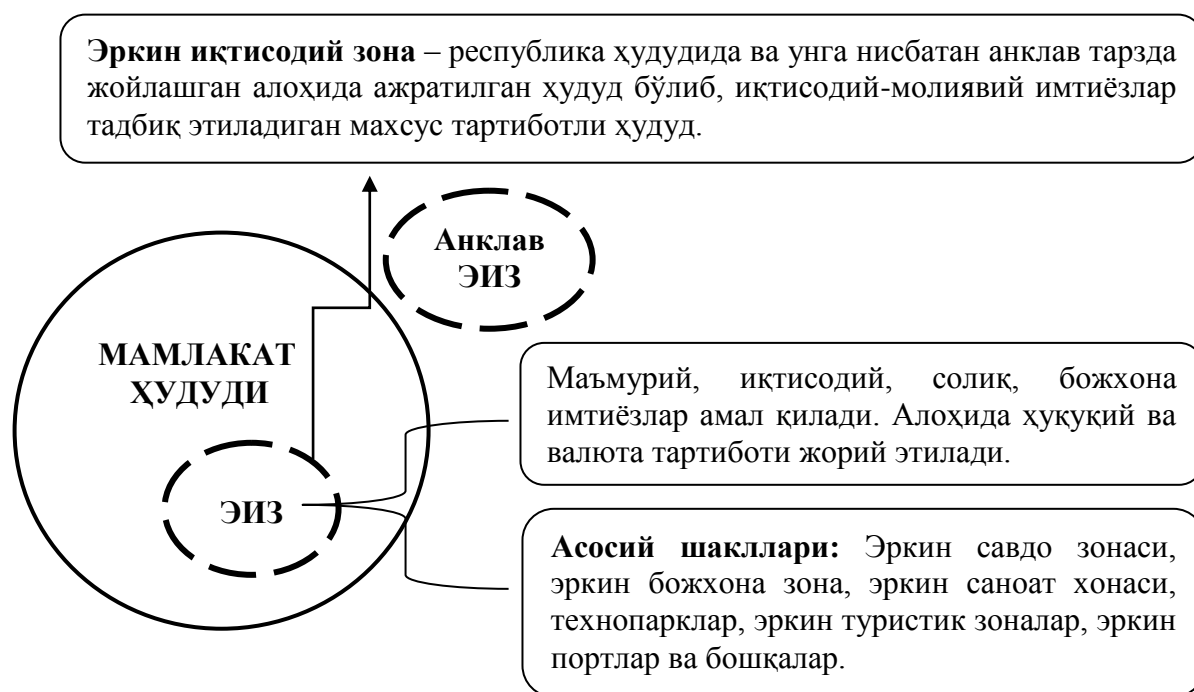 Эркин иқтисодий зона – республика ҳудудида ва унга нисбатан анклав тарзда
жойлашган алоҳида ажратилган ҳудуд бўлиб, иқтисодий-молиявий имтиёзлар
тадбиқ этиладиган махсус тартиботли ҳудуд.
Анклав
ЭИЗ
МАМЛАКАТ
ҲУДУДИ
ЭИЗ
Маъмурий, иқтисодий, солиқ, божхона
имтиёзлар амал қилади. Алоҳида ҳуқуқий ва
валюта тартиботи жорий этилади.
Асосий шакллари: Эркин савдо зонаси,
эркин божхона зона, эркин саноат хонаси,
технопарклар, эркин туристик зоналар, эркин
портлар ва бошқалар.